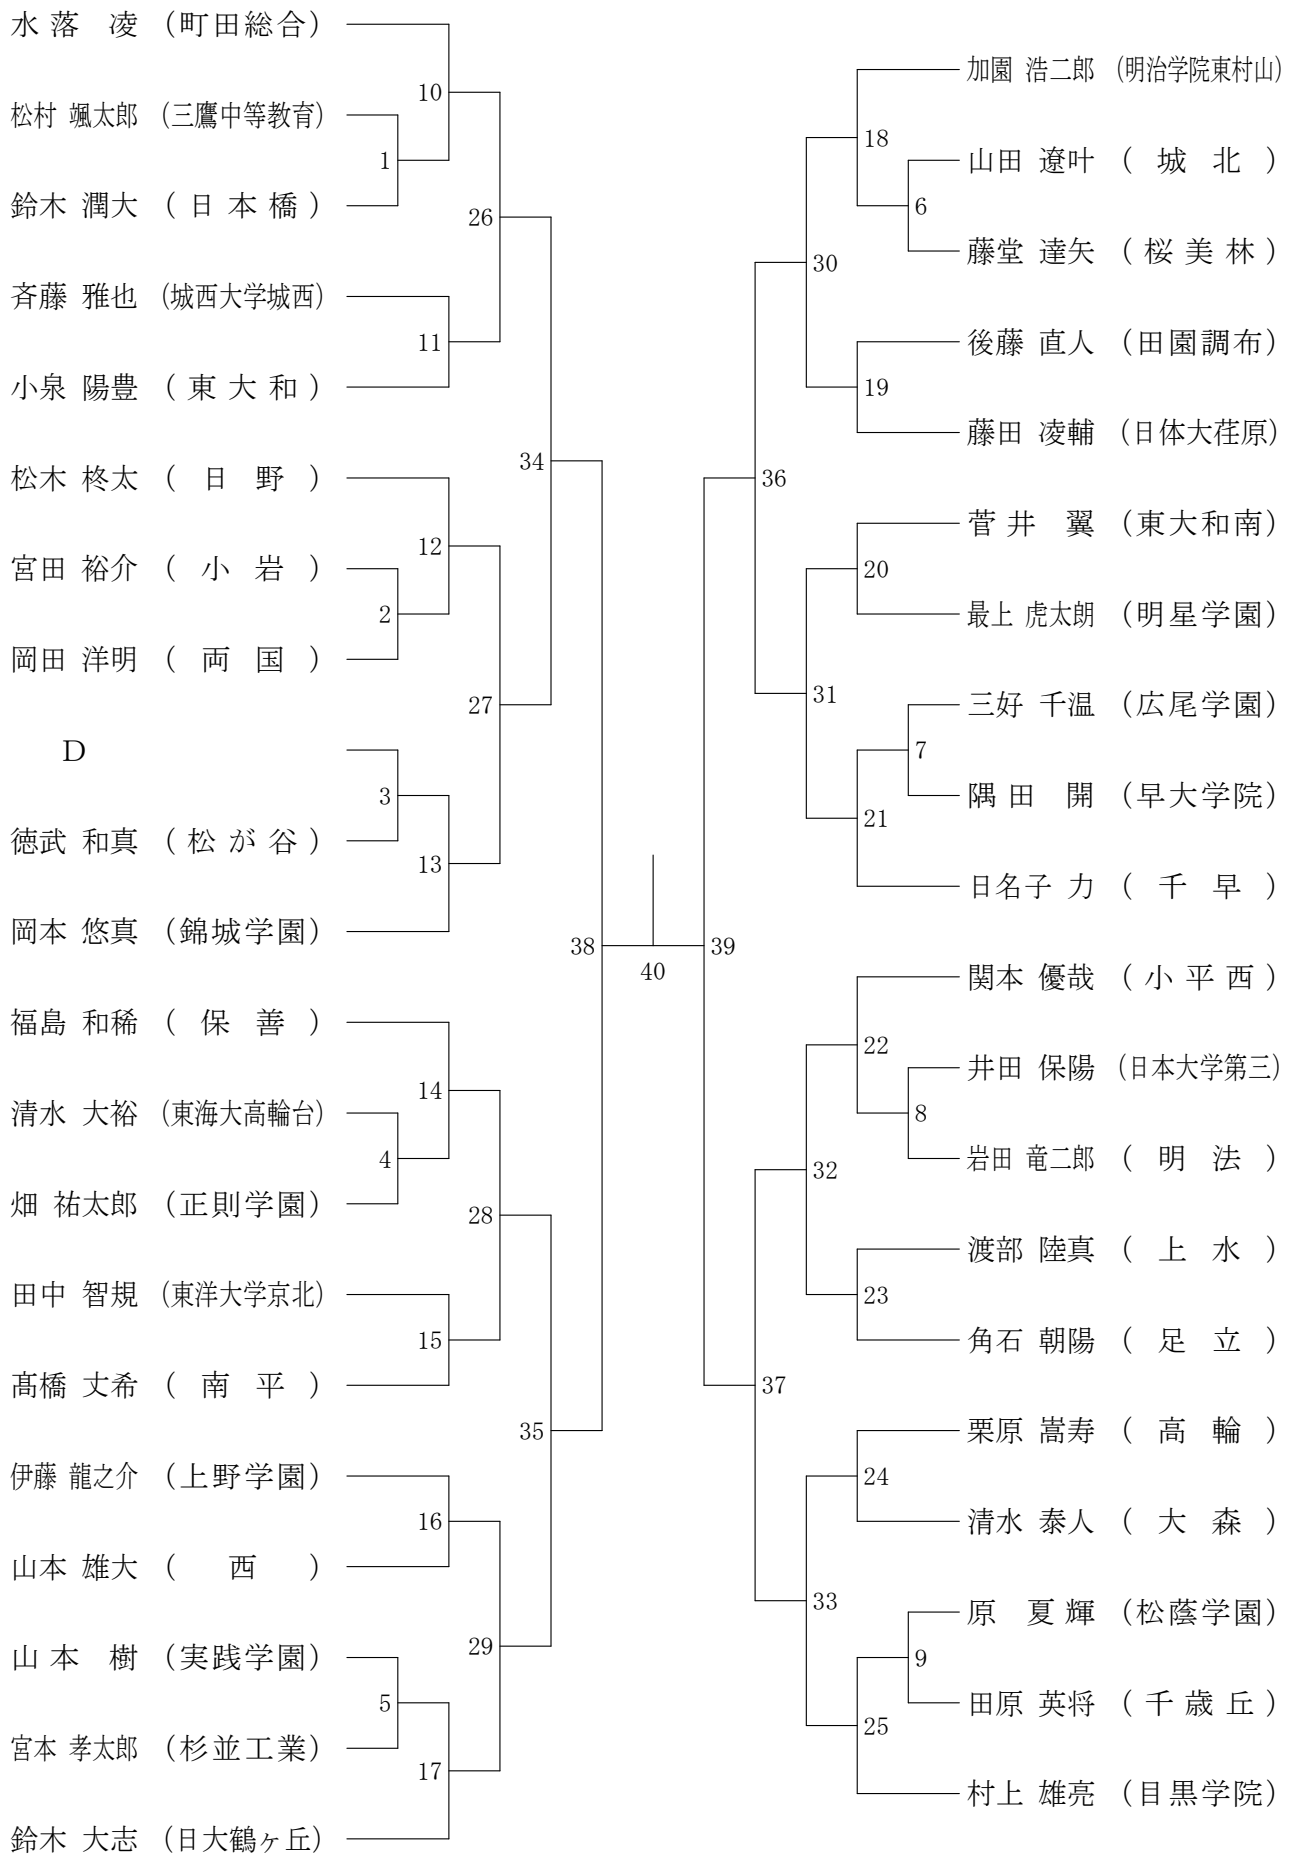 水落 凌 (町田総合)
松村 颯太郎 (三鷹中等教育)
鈴木 潤大 (日本橋)
斉藤 雅也 (城西大学城西)
小泉 陽豊 (東大和)
松木 柊太 (日野)
宮田 裕介 (小岩)
岡田 洋明 (両国)
D
徳武 和真 (松が谷)
岡本 悠真 (錦城学園)
福島 和稀 (保善)
清水 大裕 (東海大高輪台)
畑 祐太郎 (正則学園)
田中 智規 (東洋大学京北)
髙橋 丈希 (南平)
伊藤 龍之介 (上野学園)
山本 雄大 (西)
山本 樹 (実践学園)
宮本 孝太郎 (杉並工業)
鈴木 大志 (日大鶴ヶ丘)
1
2
3
4
5
10
11
12
13
14
15
16
17
26
27
28
29
34
35
38
40
39
36
37
30
31
32
33
18
19
20
21
22
23
24
25
6
7
8
9
加園 浩二郎 (明治学院東村山)
山田 遼叶 (城北)
藤堂 達矢 (桜美林)
後藤 直人 (田園調布)
藤田 凌輔 (日体大荏原)
菅井 翼 (東大和南)
最上 虎太朗 (明星学園)
三好 千温 (広尾学園)
隅田 開 (早大学院)
日名子 力 (千早)
関本 優哉 (小平西)
井田 保陽 (日本大学第三)
岩田 竜二郎 (明法)
渡部 陸真 (上水)
角石 朝陽 (足立)
栗原 嵩寿 (高輪)
清水 泰人 (大森)
原 夏輝 (松蔭学園)
田原 英将 (千歳丘)
村上 雄亮 (目黒学院)